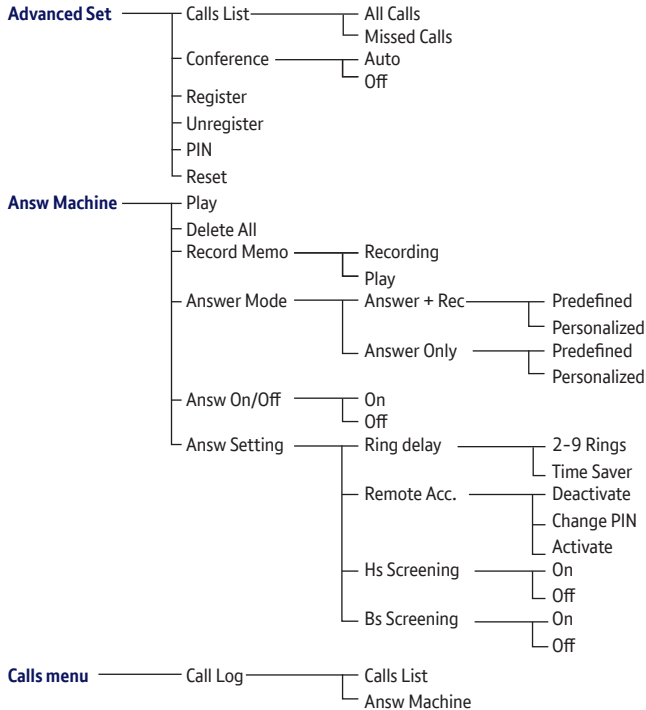 Advanced Set Calls List All Calls
Missed Calls
Conference Auto
Off
Register
Unregister
PIN
Reset
Answ Machine Play
Delete All
Record Memo Recording
Play
Answer Mode Answer + Rec Predefined
Personalized
Answer Only Predefined
Personalized
Answ On/Off On
Off
Answ Setting Ring delay 2-9 Rings
Time Saver
Remote Acc. Deactivate
Change PIN
Activate
Hs Screening On
Off
Bs Screening On
Off
Calls menu Call Log Calls List
Answ Machine